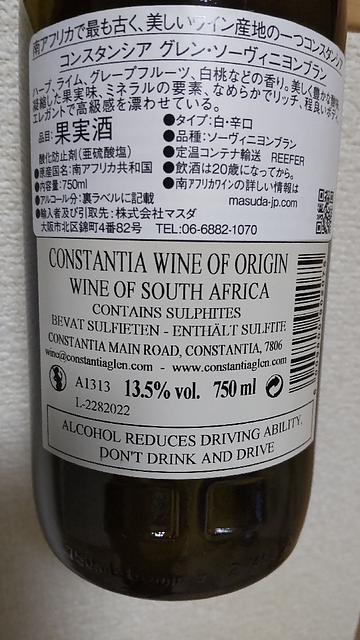 南アフリカで最も古く、美しいワイン産地の一つコンスタンシア
コンスタンシア グレン・ソーヴィニヨンブラン
ハーブ、ライム、グレープフルーツ、白桃などの香り。美しく豊かな酸が
凝縮した果実味、ミネラルの要素、なめらかでリッチ、程良いボディ。
エレガントで高級感を漂わせている。
品目:果実酒
●タイプ:白・辛口
●品種:ソーヴィニヨンブラン
酸化防止剤(亜硫酸塩)
●定温コンテナ輸送 REEFER
●原産国名:南アフリカ共和国
●飲酒は20歳になってから。
●内容量:750ml
●南アフリカワインの詳しい情報は
●アルコール分:裏ラベルに記載
masuda-jp.com
●輸入者及び引取先:株式会社マスダ
大阪市北区錦町4番82号 TEL:06-6882-1070
CONSTANTIA WINE OF ORIGIN
WINE OF SOUTH AFRICA
CONTAINS SULPHITES
BEVAT SULFIETEN - ENTHÄLT SULFITE
CONSTANTIA MAIN ROAD, CONSTANTIA, 7806
wine@constantiaglen.com - www.constantiaglen.com
A1313 13.5% vol. 750 ml
L-2282022
ALCOHOL REDUCES DRIVING ABILITY,
DON'T DRINK AND DRIVE